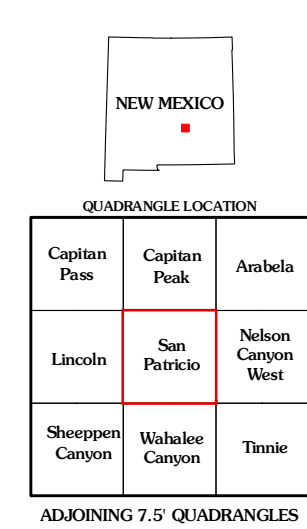 NEW MEXICO
QUADRANGLE LOCATION
Capitan
Pass
Capitan
Peak
Arabela
Lincoln
San
Patricio
Nelson
Canyon
West
Sheeppen
Canyon
Wahalee
Canyon
Tinnie
ADJOINING 7.5' QUADRANGLES